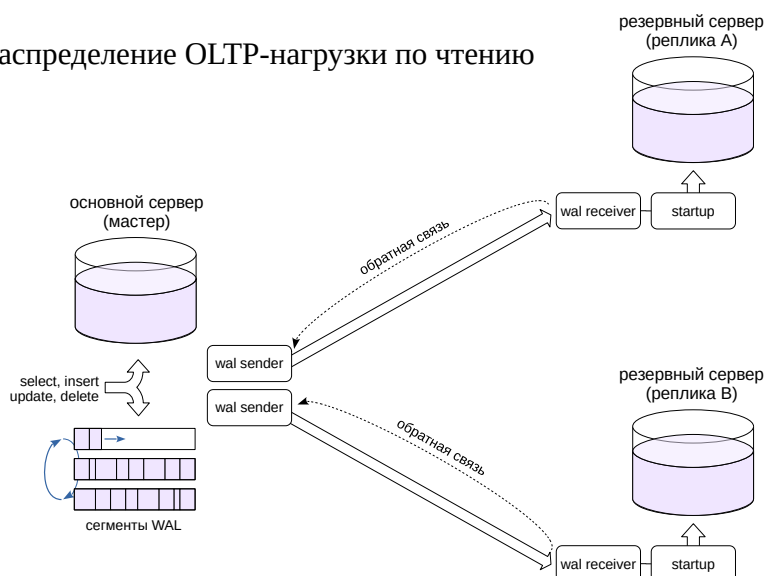 аспределение OLTP-нагрузки по чтению
резервный сервер
(реплика A)
wal receiver
startup
обратная связь
основной сервер
(мастер)
wal sender
wal sender
select, insert
update, delete
сегменты WAL
обратная связь
резервный сервер
(реплика B)
wal receiver
startup